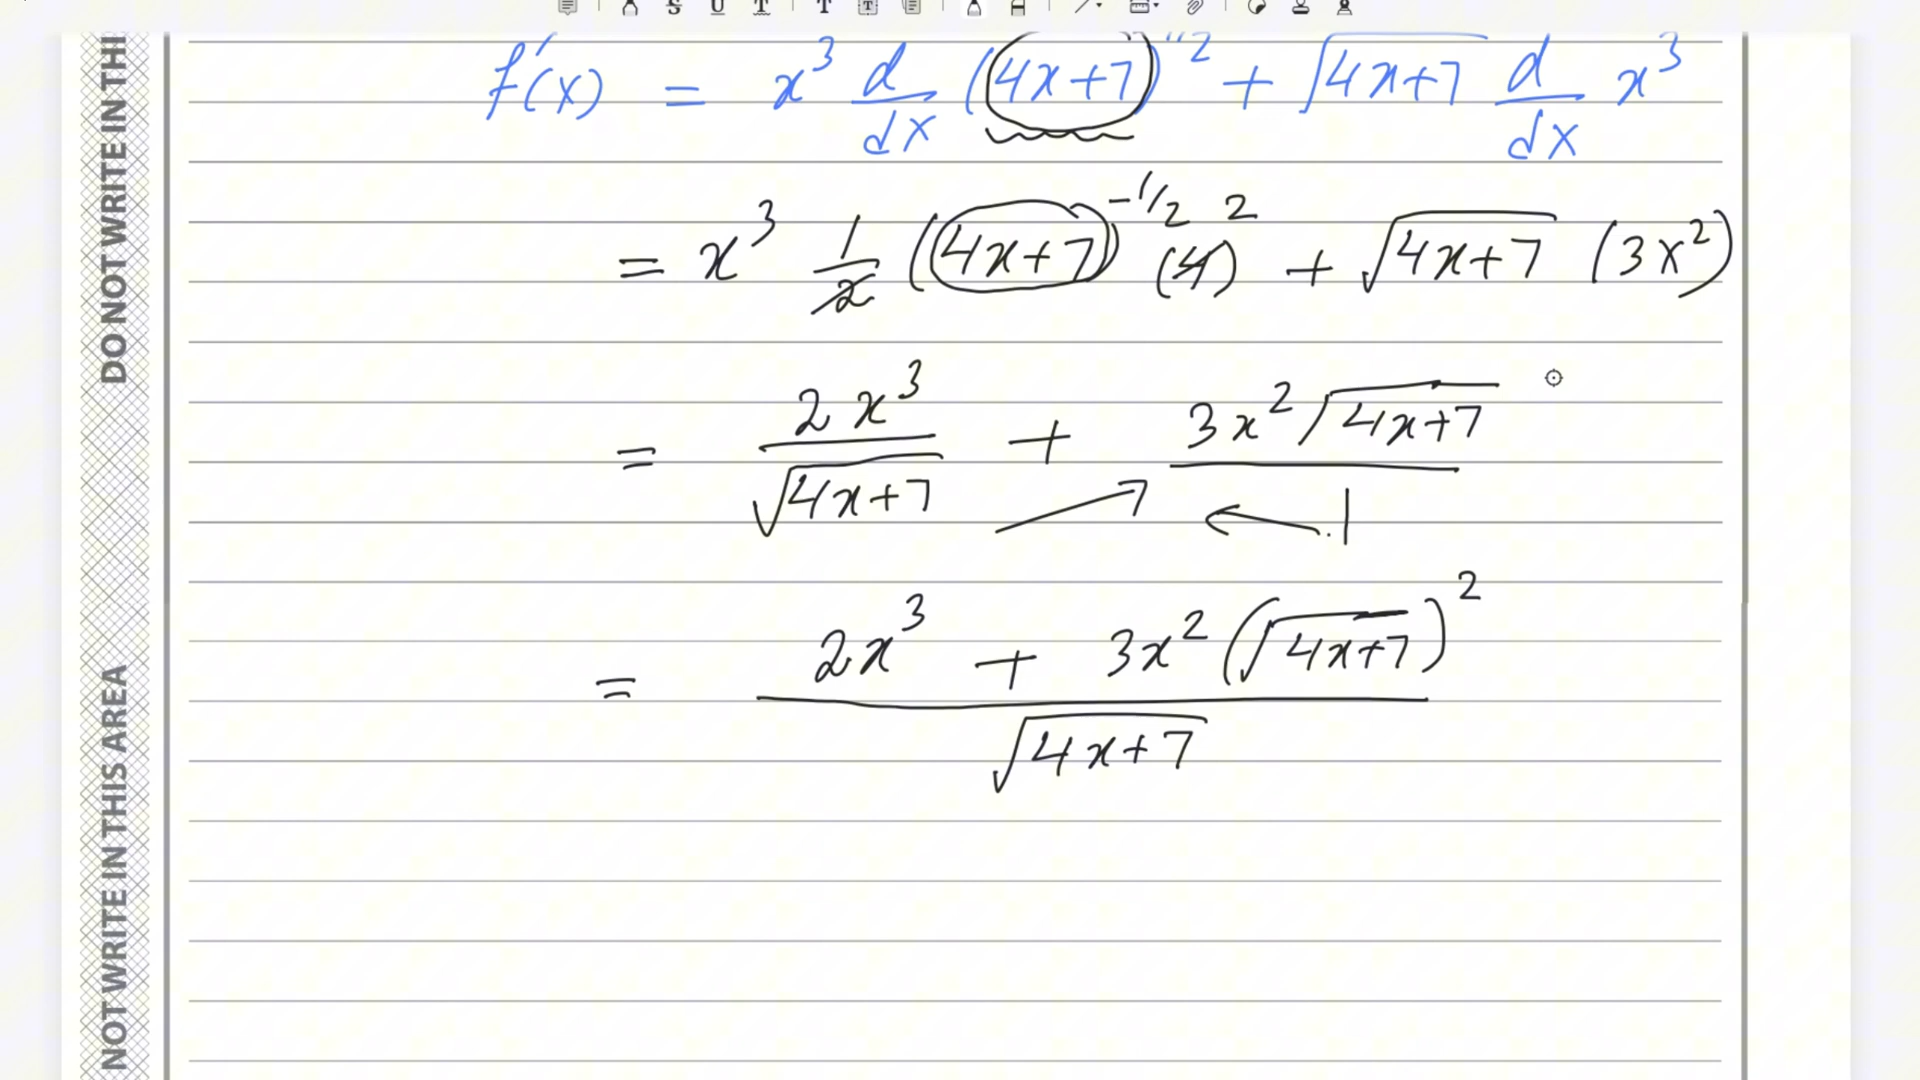 f'(x) = x³ d/dx (4x+7)^1/2 + √(4x+7) d/dx x³
= x³ 1/2 (4x+7)^-1/2 (4) 2 + √(4x+7) (3x²)
= 2x³/√(4x+7) + 3x²√(4x+7)/1
= (2x³ + 3x²(√(4x+7))²)/√(4x+7)
DO NOT WRITE IN THI
NOT WRITE IN THIS AREA